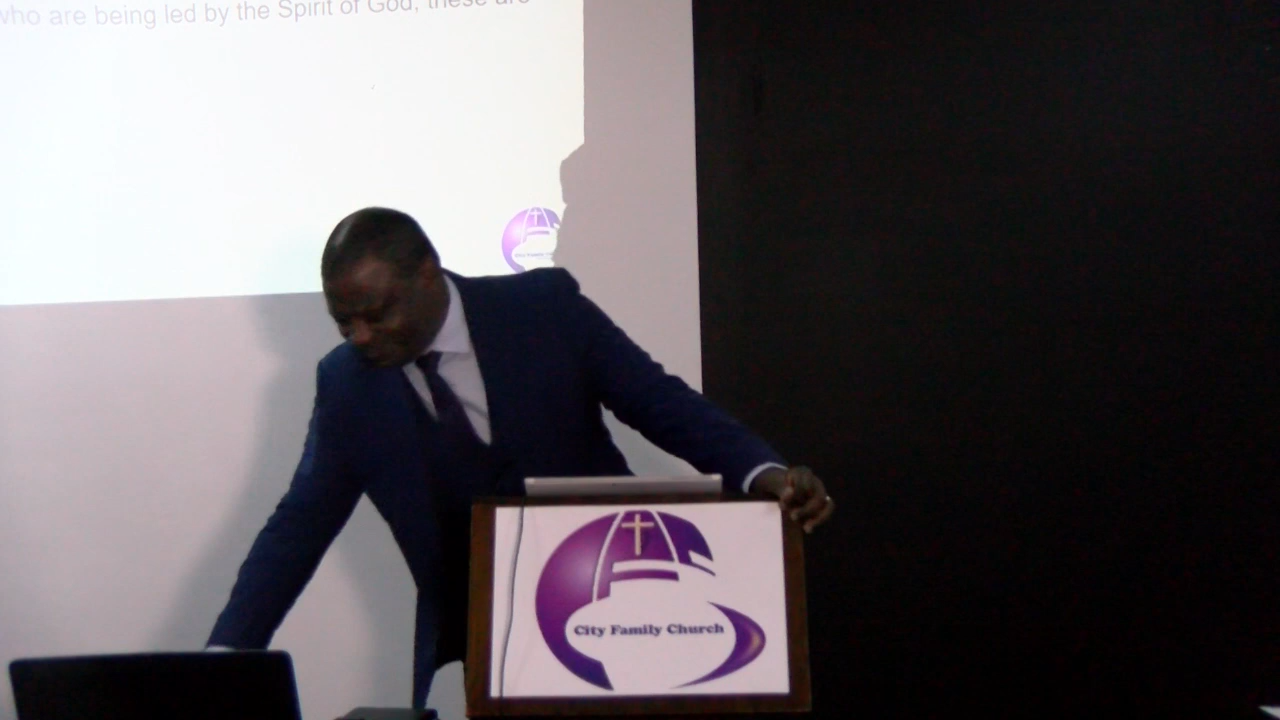 who are being led by the Spirit of God, these are
City Family Church